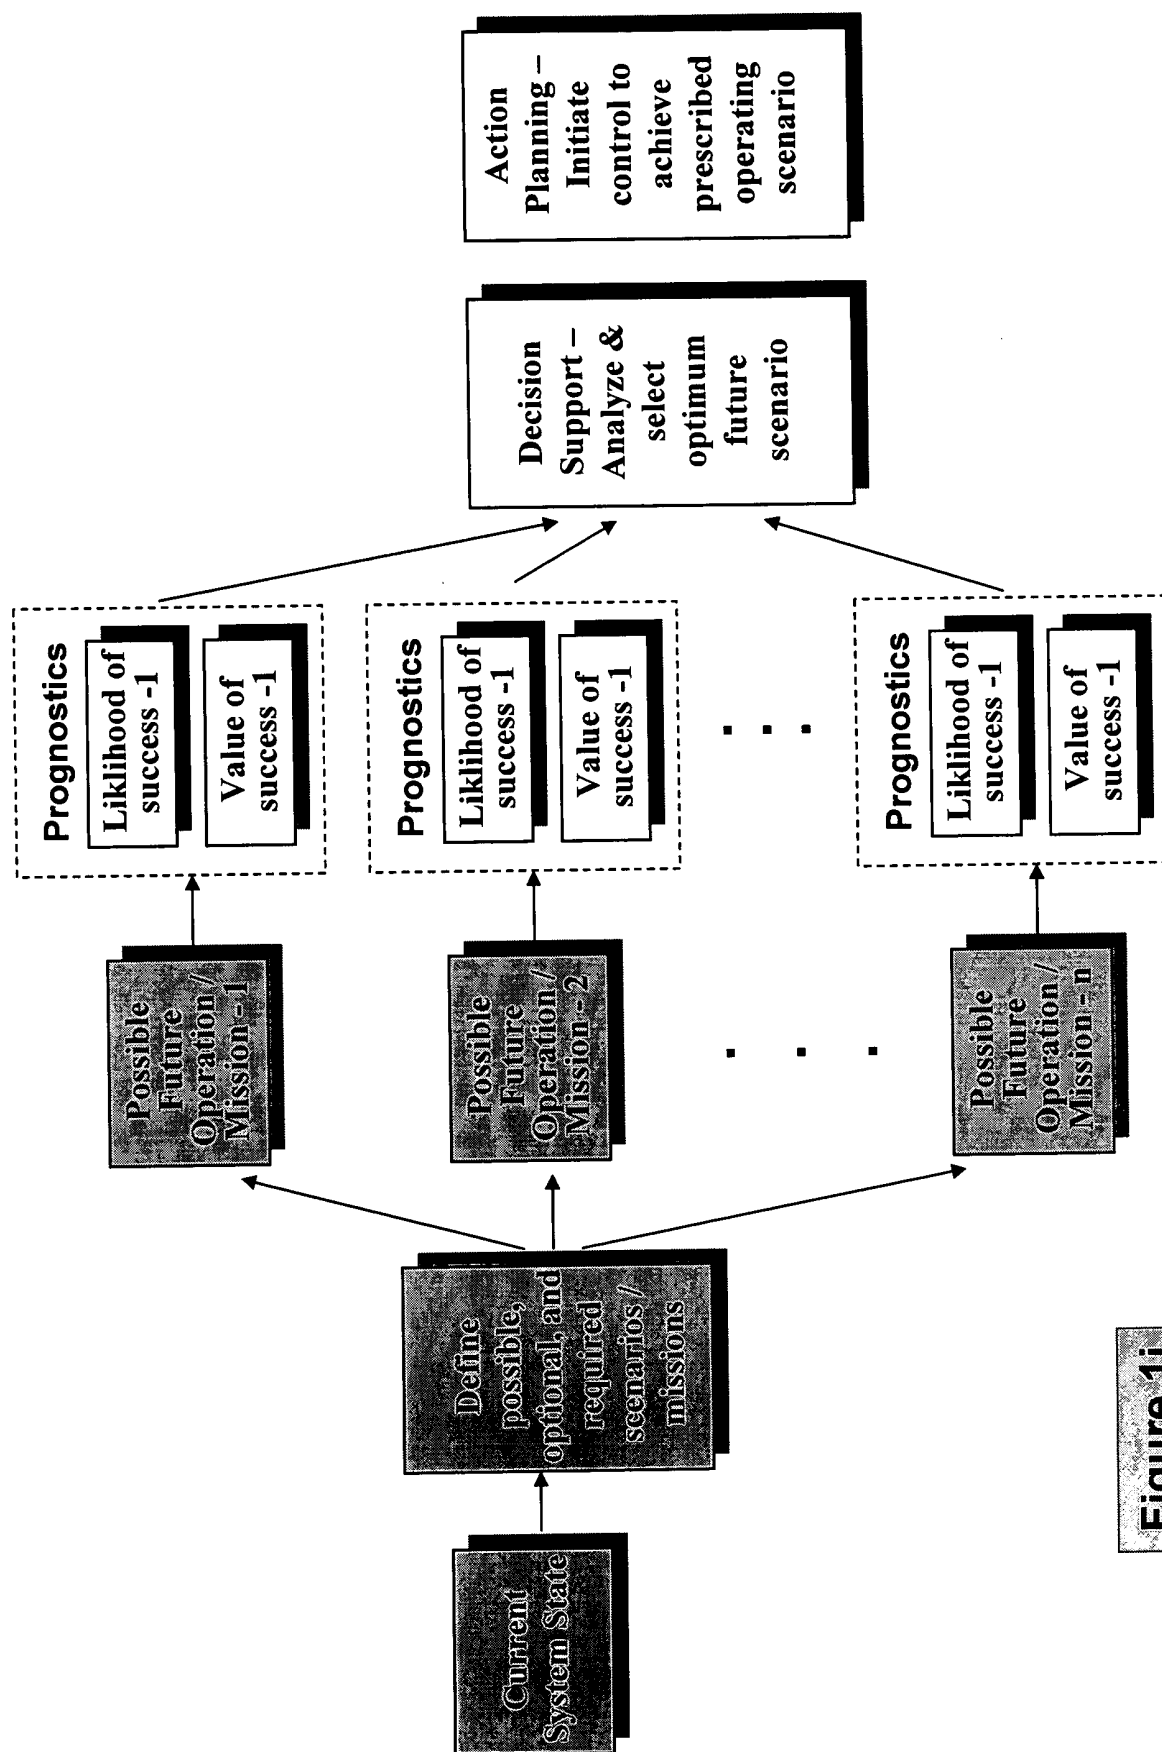 Current
System State
Define
possible,
optional, and
required
scenarios /
missions
Possible
Future
Operation /
Mission - 1
Possible
Future
Operation /
Mission - 2
Possible
Future
Operation /
Mission - n
Prognostics
Liklihood of
success -1
Value of
success -1
Prognostics
Liklihood of
success -1
Value of
success -1
Prognostics
Liklihood of
success -1
Value of
success -1
Decision
Support –
Analyze &
select
optimum
future
scenario
Action
Planning –
Initiate
control to
achieve
prescribed
operating
scenario
Figure 1i